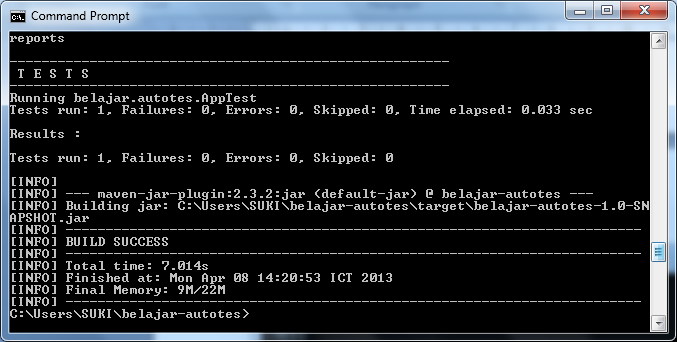 Command Prompt
reports

-------------------------------------------------------
 T E S T S
-------------------------------------------------------
Running belajar.autotes.AppTest
Tests run: 1, Failures: 0, Errors: 0, Skipped: 0, Time elapsed: 0.033 sec

Results :

Tests run: 1, Failures: 0, Errors: 0, Skipped: 0

[INFO]
[INFO] --- maven-jar-plugin:2.3.2:jar (default-jar) @ belajar-autotes ---
[INFO] Building jar: C:\Users\SUKI\belajar-autotes\target\belajar-autotes-1.0-SN
APSHOT.jar
[INFO] ------------------------------------------------------------------------
[INFO] BUILD SUCCESS
[INFO] ------------------------------------------------------------------------
[INFO] Total time: 7.014s
[INFO] Finished at: Mon Apr 08 14:20:53 ICT 2013
[INFO] Final Memory: 9M/22M
[INFO] ------------------------------------------------------------------------
C:\Users\SUKI\belajar-autotes>